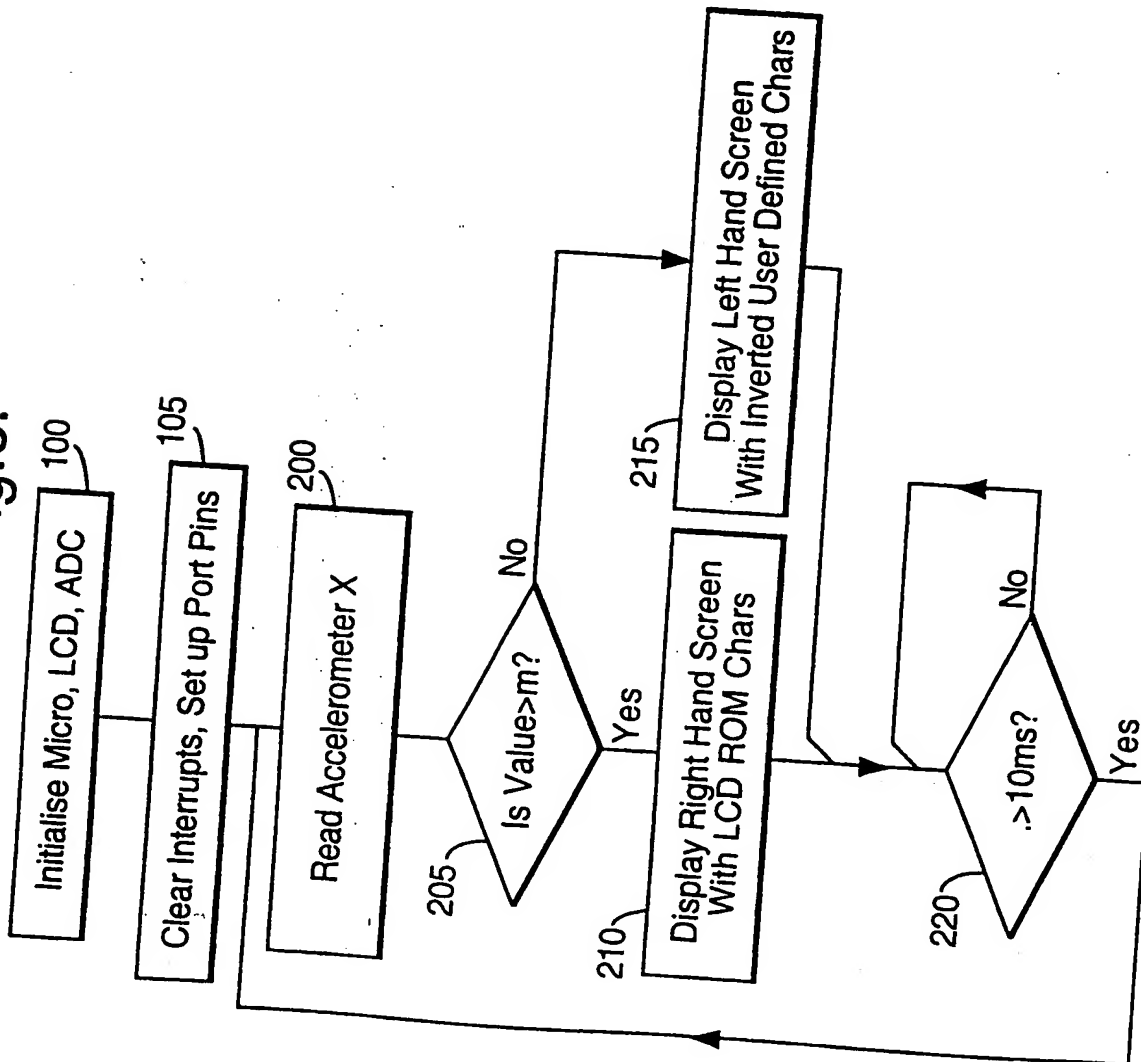 100
Initialise Micro, LCD, ADC
105
Clear Interrupts, Set up Port Pins
200
Read Accelerometer X
205
Is Value>m?
No
Yes
210
Display Right Hand Screen
With LCD ROM Chars
215
Display Left Hand Screen
With Inverted User Defined Chars
220
.>10ms?
No
Yes